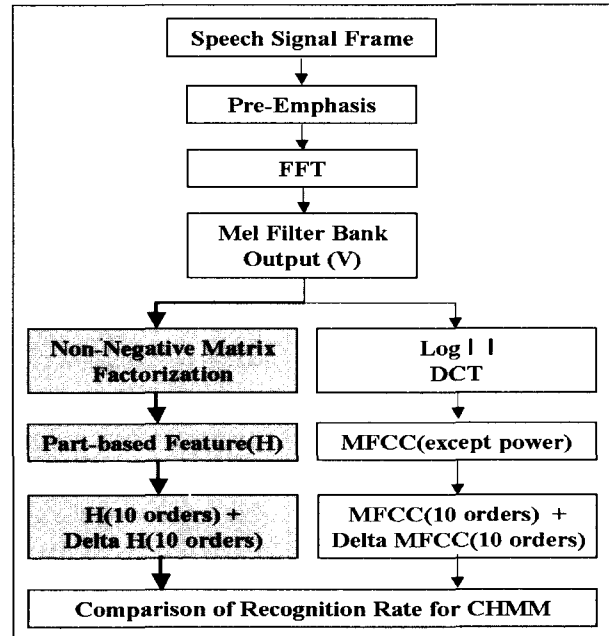 Speech Signal Frame
Pre-Emphasis
FFT
Mel Filter Bank
Output (V)
Non-Negative Matrix
Factorization
Log | |
DCT
Part-based Feature(H)
MFCC(except power)
H(10 orders) +
Delta H(10 orders)
MFCC(10 orders) +
Delta MFCC(10 orders)
Comparison of Recognition Rate for CHMM